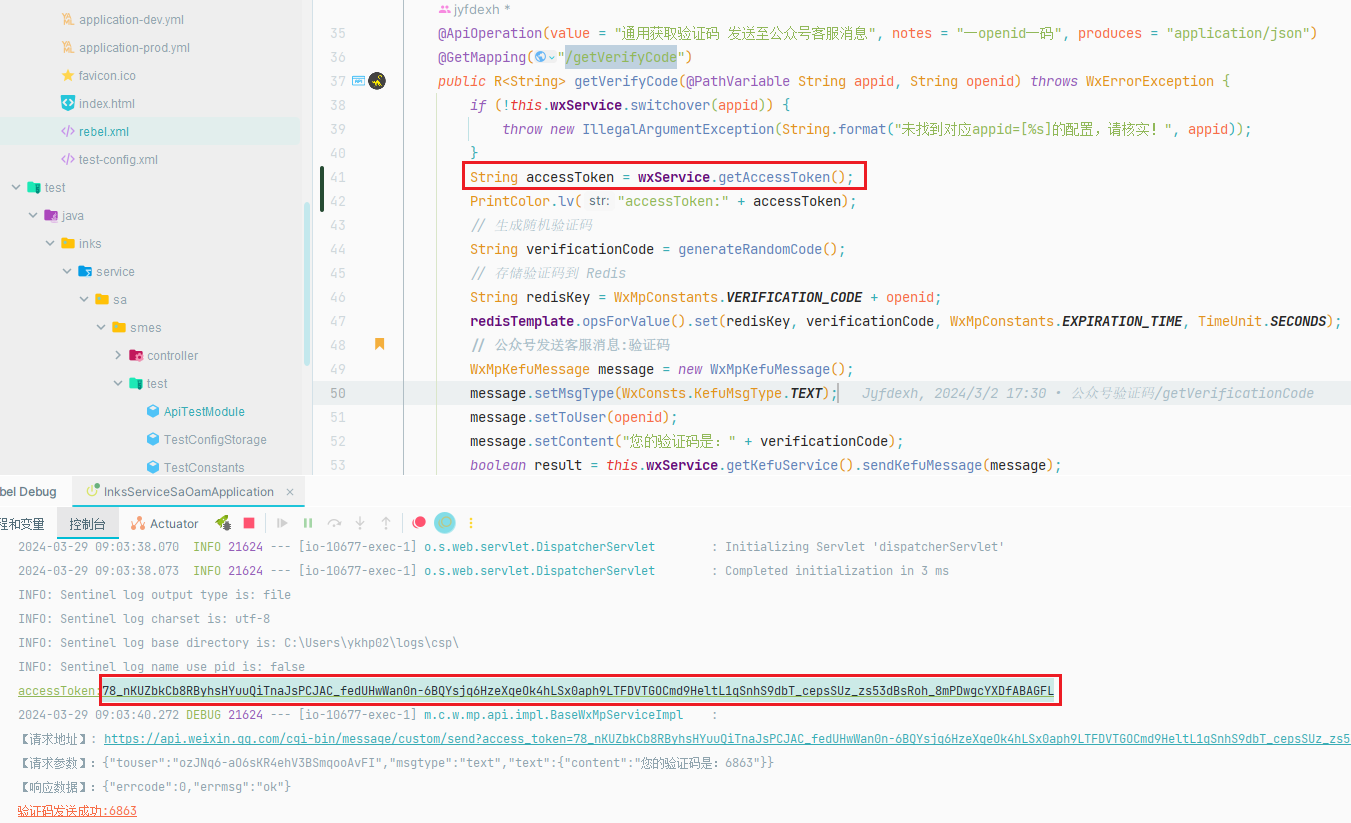 application-dev.yml
application-prod.yml
favicon.ico
index.html
rebel.xml
test-config.xml
test
java
inks
service
sa
smes
controller
test
ApiTestModule
TestConfigStorage
TestConstants
jyfdexh *
35 @ApiOperation(value = "通用获取验证码 发送至公众号客服消息", notes = "一openid一码", produces = "application/json")
36 @GetMapping("/getVerifyCode")
37 public R<String> getVerifyCode(@PathVariable String appid, String openid) throws WxErrorException {
38 if (!this.wxService.switchover(appid)) {
39 throw new IllegalArgumentException(String.format("未找到对应appid=[%s]的配置，请核实！", appid));
40 }
41 String accessToken = wxService.getAccessToken();
42 PrintColor.lv( str: "accessToken:" + accessToken);
43 // 生成随机验证码
44 String verificationCode = generateRandomCode();
45 // 存储验证码到 Redis
46 String redisKey = WxMpConstants.VERIFICATION_CODE + openid;
47 redisTemplate.opsForValue().set(redisKey, verificationCode, WxMpConstants.EXPIRATION_TIME, TimeUnit.SECONDS);
48 // 公众号发送客服消息:验证码
49 WxMpKefuMessage message = new WxMpKefuMessage();
50 message.setMsgType(WxConsts.KefuMsgType.TEXT); Jyfdexh, 2024/3/2 17:30 • 公众号验证码/getVerificationCode
51 message.setToUser(openid);
52 message.setContent("您的验证码是：" + verificationCode);
53 boolean result = this.wxService.getKefuService().sendKefuMessage(message);
bel Debug InksServiceSaOamApplication ×
程和变量 控制台 Actuator
2024-03-29 09:03:38.070 INFO 21624 --- [io-10677-exec-1] o.s.web.servlet.DispatcherServlet : Initializing Servlet 'dispatcherServlet'
2024-03-29 09:03:38.073 INFO 21624 --- [io-10677-exec-1] o.s.web.servlet.DispatcherServlet : Completed initialization in 3 ms
INFO: Sentinel log output type is: file
INFO: Sentinel log charset is: utf-8
INFO: Sentinel log base directory is: C:\Users\ykhp02\logs\csp\
INFO: Sentinel log name use pid is: false
accessToken:78_nKUZbkCb8RByhsHYuuQiTnaJsPCJAC_fedUHwWan0n-6BQYsjq6HzeXqeOk4hLSx0aph9LTFDVTGOCmd9HeltL1qSnhS9dbT_cepsSUz_zs53dBsRoh_8mPDwgcYXDfABAGFL
2024-03-29 09:03:40.272 DEBUG 21624 --- [io-10677-exec-1] m.c.w.mp.api.impl.BaseWxMpServiceImpl :
【请求地址】: https://api.weixin.qq.com/cgi-bin/message/custom/send?access_token=78_nKUZbkCb8RByhsHYuuQiTnaJsPCJAC_fedUHwWan0n-6BQYsjq6HzeXqeOk4hLSx0aph9LTFDVTGOCmd9HeltL1qSnhS9dbT_cepsSUz_zs5
【请求参数】：{"touser":"ozJNq6-aO6sKR4ehV3BSmqooAvFI","msgtype":"text","text":{"content":"您的验证码是：6863"}}
【响应数据】：{"errcode":0,"errmsg":"ok"}
验证码发送成功:6863